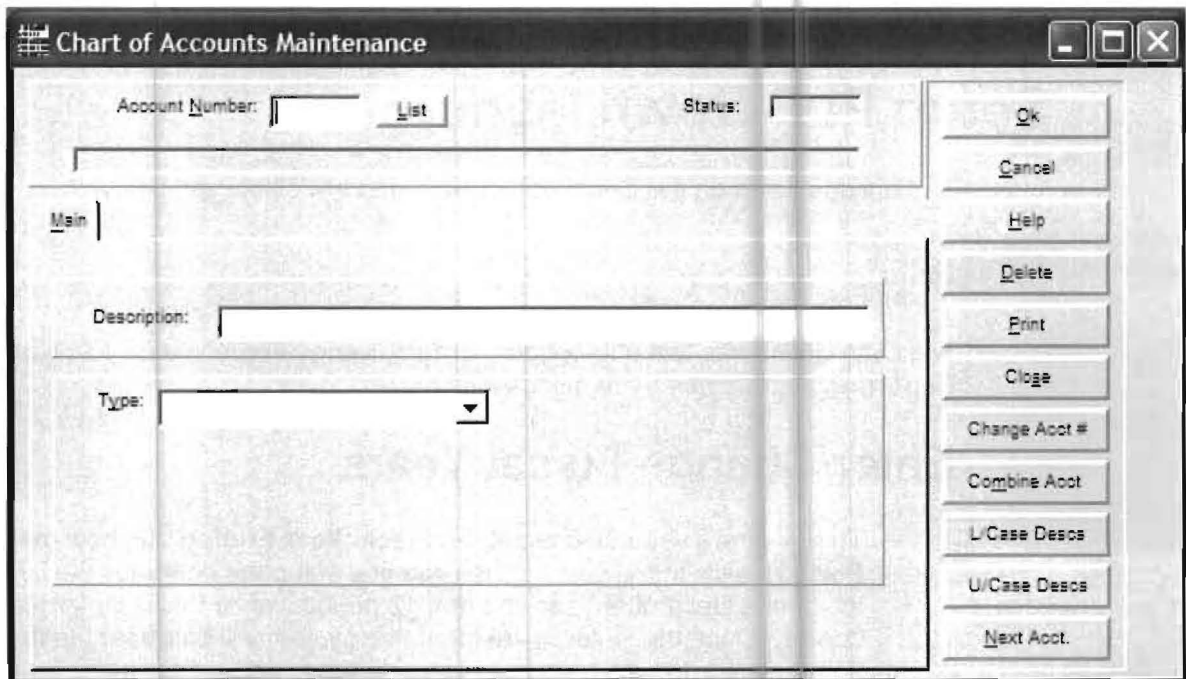 Chart of Accounts Maintenance
Account Number:
List
Status:
Main
Description:
Type:
Ok
Cancel
Help
Delete
Print
Close
Change Acct #
Combine Acct
L/Case Descs
U/Case Descs
Next Acct.